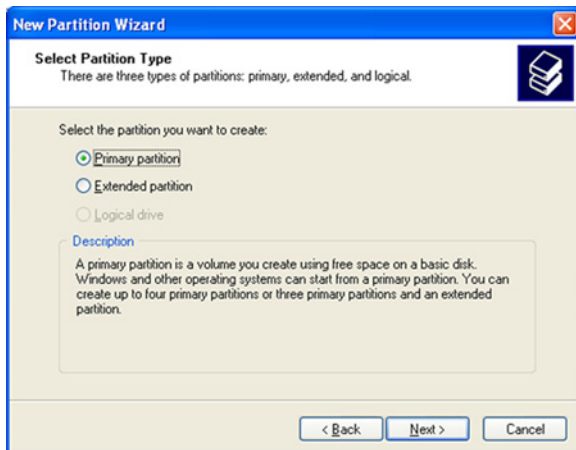 New Partition Wizard
Select Partition Type
There are three types of partitions: primary, extended, and logical.
Select the partition you want to create:
Primary partition
Extended partition
Logical drive
Description
A primary partition is a volume you create using free space on a basic disk.
Windows and other operating systems can start from a primary partition. You can
create up to four primary partitions or three primary partitions and an extended
partition.
< Back
Next >
Cancel